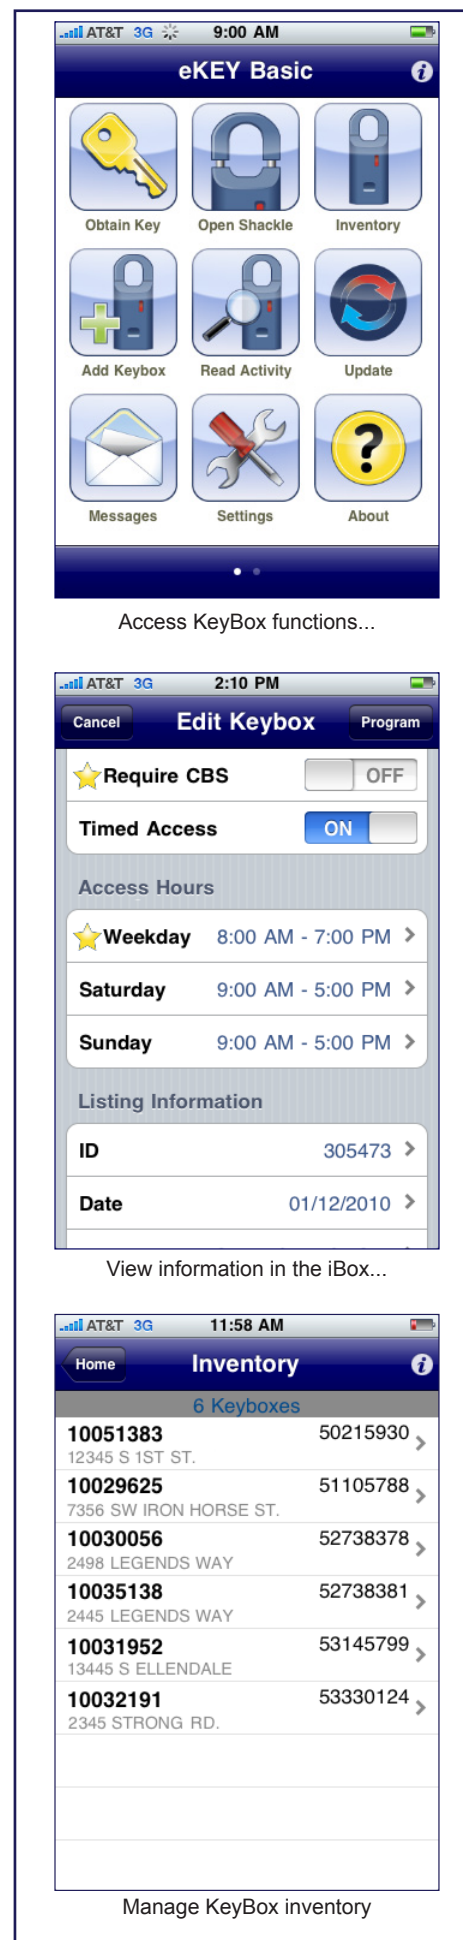 AT&T 3G 9:00 AM
eKEY Basic i
Obtain Key Open Shackle Inventory
Add Keybox Read Activity Update
?
Messages Settings About
Access KeyBox functions...
AT&T 3G 2:10 PM
Cancel Edit Keybox Program
Require CBS OFF
Timed Access ON
Access Hours
Weekday 8:00 AM - 7:00 PM
Saturday 9:00 AM - 5:00 PM
Sunday 9:00 AM - 5:00 PM
Listing Information
ID 305473
Date 01/12/2010
View information in the iBox...
AT&T 3G 11:58 AM
Home Inventory i
6 Keyboxes
10051383 50215930
12345 S 1ST ST.
10029625 51105788
7356 SW IRON HORSE ST.
10030056 52738378
2498 LEGENDS WAY
10035138 52738381
2445 LEGENDS WAY
10031952 53145799
13445 S ELLENDALE
10032191 53330124
2345 STRONG RD.
Manage KeyBox inventory